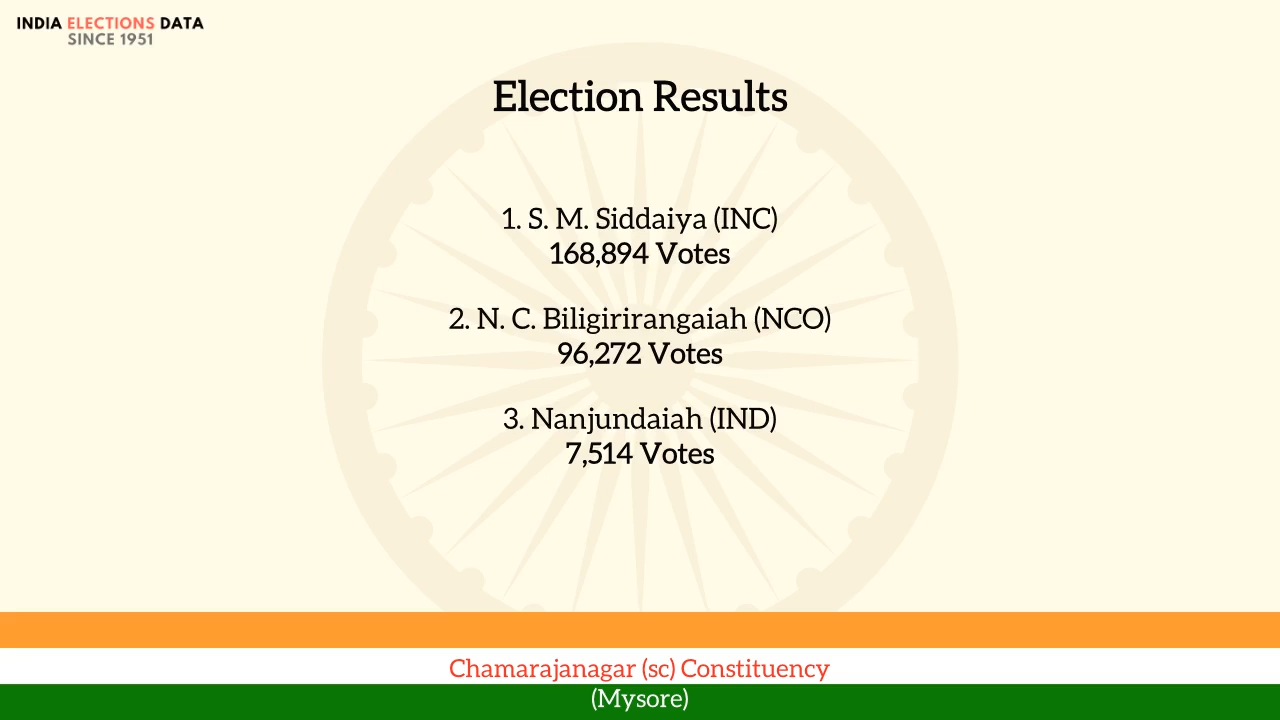 INDIA ELECTIONS DATA
SINCE 1951
Election Results
1. S. M. Siddaiya (INC)
168,894 Votes
2. N. C. Biligirirangaiah (NCO)
96,272 Votes
3. Nanjundaiah (IND)
7,514 Votes
Chamarajanagar (sc) Constituency
(Mysore)